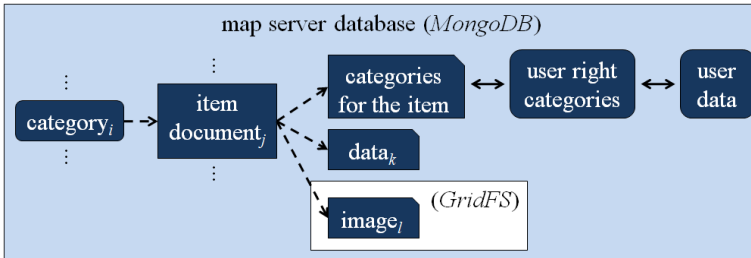 map server database (MongoDB)
⋮
category_i
⋮
⋮
item
document_j
⋮
categories
for the item
data_k
(GridFS)
image_l
user right
categories
user
data